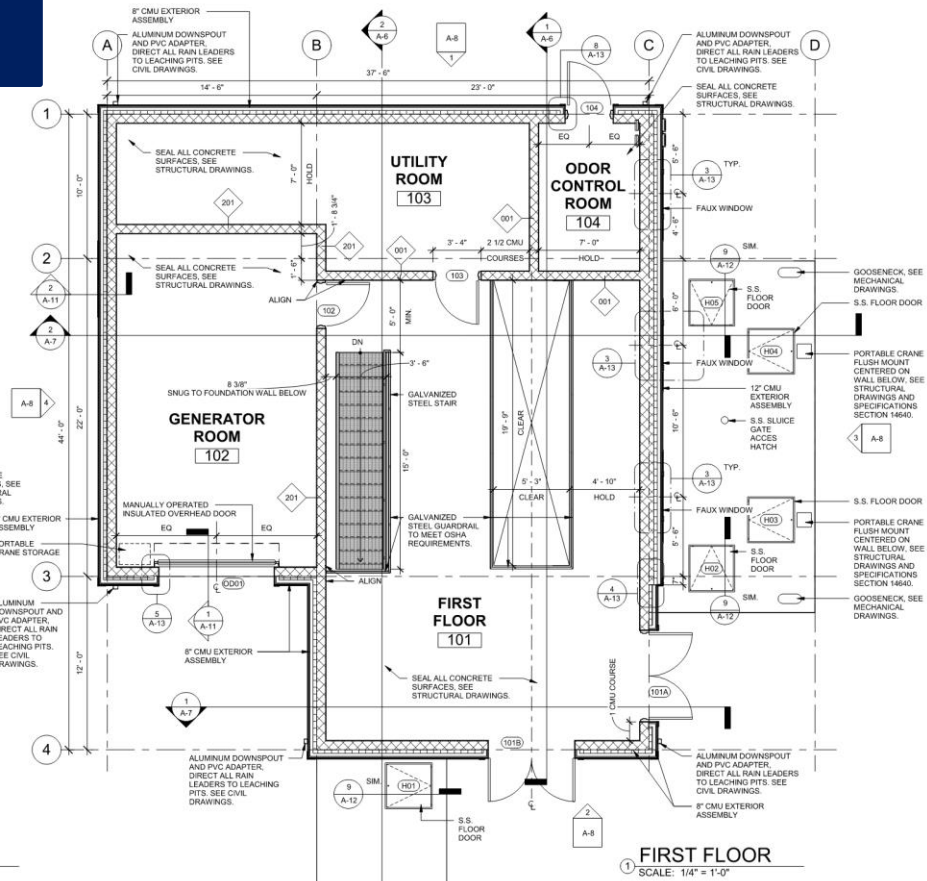 8" CMU EXTERIOR
ASSEMBLY
ALUMINUM DOWNSPOUT
AND PVC ADAPTER,
DIRECT ALL RAIN LEADERS
TO LEACHING PITS. SEE
CIVIL DRAWINGS.
A
B
C
D
2
A-6
A-8
1
1
A-6
8
A-13
ALUMINUM DOWNSPOUT
AND PVC ADAPTER,
DIRECT ALL RAIN LEADERS
TO LEACHING PITS. SEE
CIVIL DRAWINGS.
SEAL ALL CONCRETE
SURFACES, SEE
STRUCTURAL DRAWINGS.
37' - 6"
14' - 6"
23' - 0"
1
2
3
4
10' - 0"
22' - 0"
44' - 0"
12' - 0"
104
EQ
EQ
SEAL ALL CONCRETE
SURFACES, SEE
STRUCTURAL DRAWINGS.
7' - 0"
HOLD
UTILITY
ROOM
103
ODOR
CONTROL
ROOM
104
5' - 6"
3
A-13
TYP.
FAUX WINDOW
4' - 6"
201
1' - 8 3/4"
201
001
001
3' - 4"
2 1/2 CMU
COURSES
7' - 0"
HOLD
9
A-12
SIM.
SEAL ALL CONCRETE
SURFACES, SEE
STRUCTURAL DRAWINGS.
1' - 6"
ALIGN
103
001
2
A-11
2
A-7
102
5' - 0"
MIN.
6' - 0"
H05
S.S.
FLOOR
DOOR
GOOSENECK, SEE
MECHANICAL
DRAWINGS.
S.S. FLOOR DOOR
H04
DN
3' - 6"
8 3/8"
SNUG TO FOUNDATION WALL BELOW
GALVANIZED
STEEL STAIR
3
A-13
FAUX WINDOW
PORTABLE CRANE
FLUSH MOUNT
CENTERED ON
WALL BELOW, SEE
STRUCTURAL
DRAWINGS AND
SPECIFICATIONS
SECTION 14640.
12" CMU
EXTERIOR
ASSEMBLY
S.S. SLUICE
GATE
ACCES
HATCH
A-8
4
3
A-8
GENERATOR
ROOM
102
15' - 0"
19' - 9"
CLEAR
10' - 6"
3
A-13
TYP.
5' - 3"
CLEAR
4' - 10"
HOLD
201
MANUALLY OPERATED
INSULATED OVERHEAD DOOR
EQ
EQ
GALVANIZED
STEEL GUARDRAIL
TO MEET OSHA
REQUIREMENTS.
FAUX WINDOW
5' - 6"
S.S. FLOOR DOOR
H03
PORTABLE CRANE
FLUSH MOUNT
CENTERED ON
WALL BELOW, SEE
STRUCTURAL
DRAWINGS AND
SPECIFICATIONS
SECTION 14640.
H02
S.S.
FLOOR
DOOR
CMU EXTERIOR
ASSEMBLY
CRANE STORAGE
OD01
ALIGN
5
A-13
1
A-11
4
A-13
9
A-12
SIM.
GOOSENECK, SEE
MECHANICAL
DRAWINGS.
FIRST
FLOOR
101
8" CMU EXTERIOR
ASSEMBLY
SEAL ALL CONCRETE
SURFACES, SEE
STRUCTURAL DRAWINGS.
1 CMU COURSE
101A
1
A-7
101B
ALUMINUM DOWNSPOUT
AND PVC ADAPTER,
DIRECT ALL RAIN
LEADERS TO LEACHING
PITS. SEE CIVIL
DRAWINGS.
9
A-12
SIM.
H01
S.S.
FLOOR
DOOR
2
A-8
ALUMINUM DOWNSPOUT
AND PVC ADAPTER,
DIRECT ALL RAIN LEADERS
TO LEACHING PITS. SEE
CIVIL DRAWINGS.
8" CMU EXTERIOR
ASSEMBLY
1
FIRST FLOOR
SCALE: 1/4" = 1'-0"